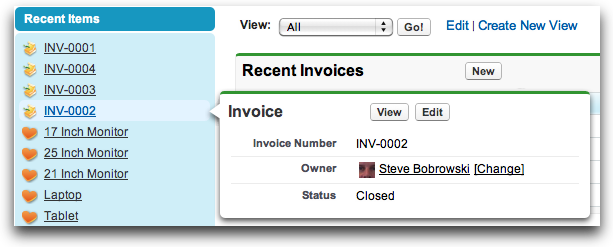 Recent Items
INV-0001
INV-0004
INV-0003
INV-0002
17 Inch Monitor
25 Inch Monitor
21 Inch Monitor
Laptop
Tablet
View: All Go! Edit | Create New View
Recent Invoices New
Invoice View Edit
Invoice Number INV-0002
Owner Steve Bobrowski [Change]
Status Closed